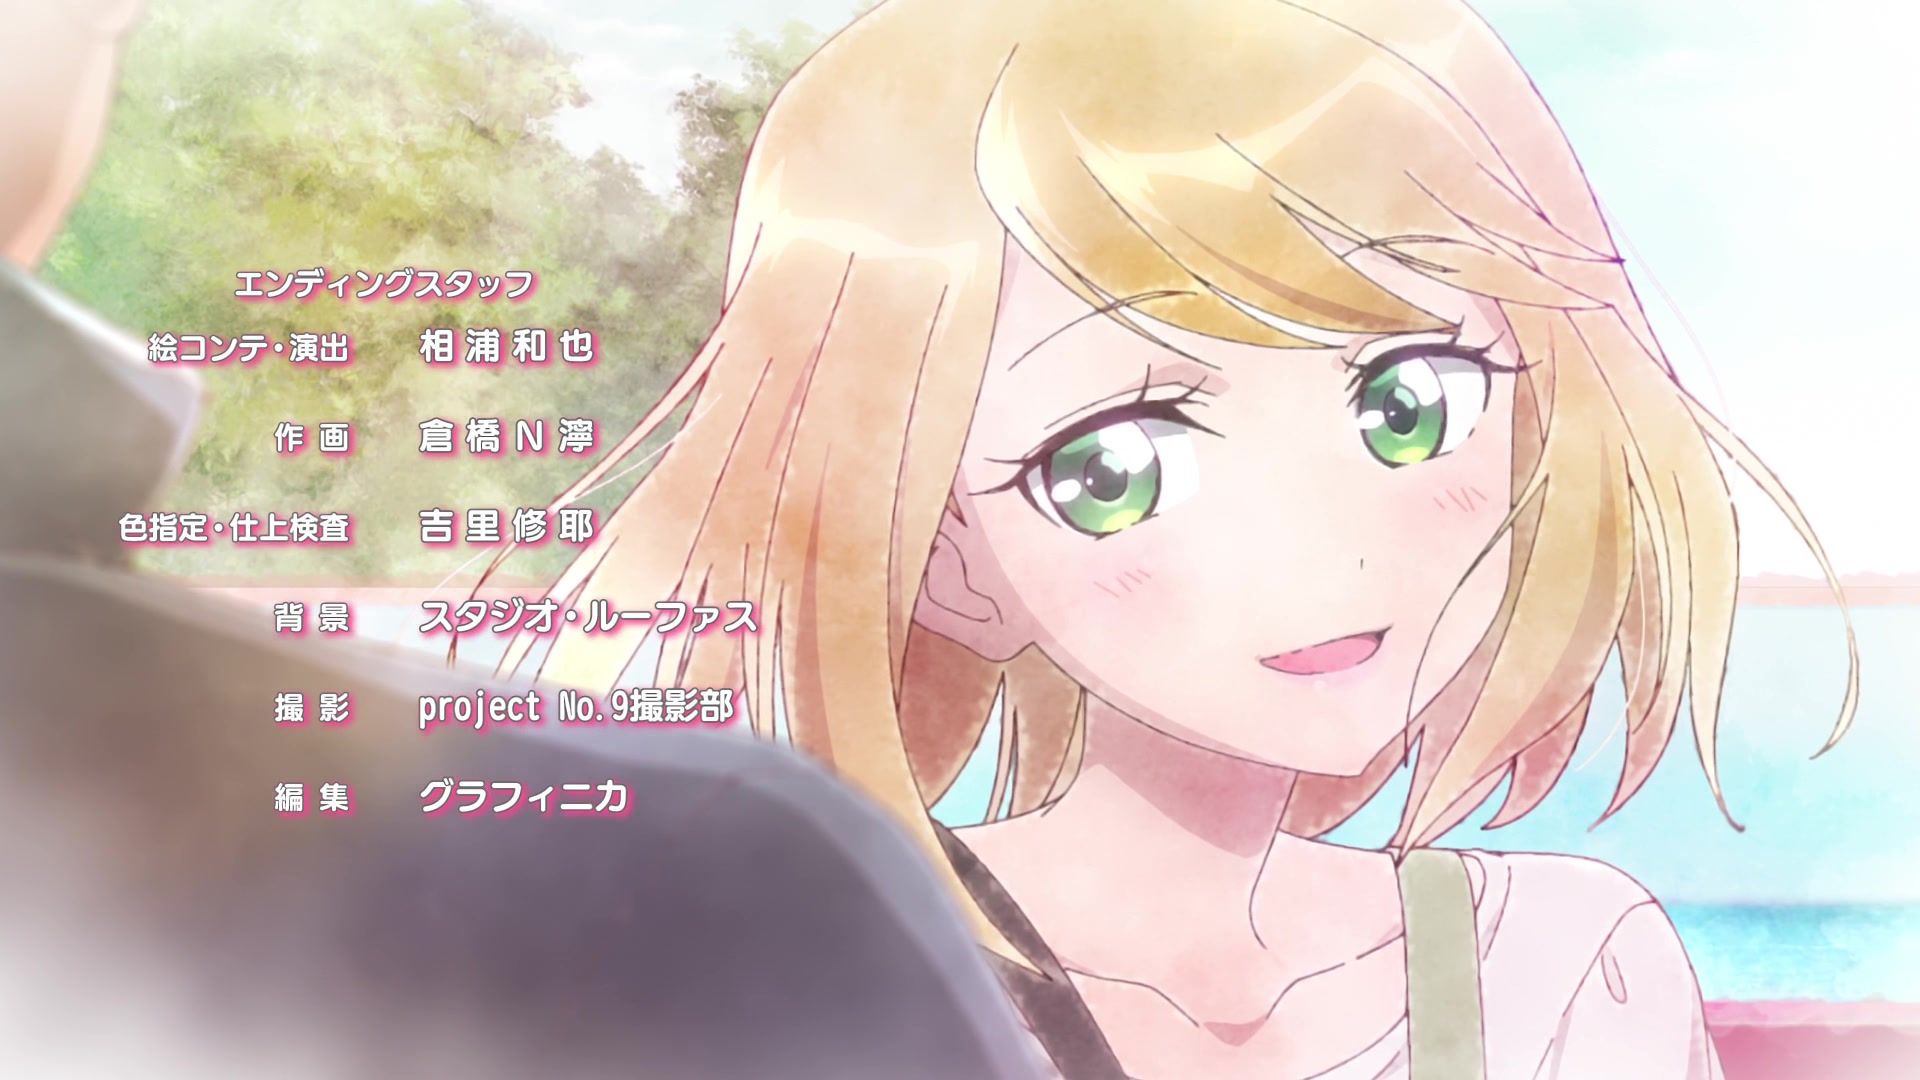 エンディングスタッフ
絵コンテ・演出 相浦和也
作画 倉橋N濘
色指定・仕上検査 吉里修耶
背景 スタジオ・ルーファス
撮影 project No.9撮影部
編集 グラフィニカ